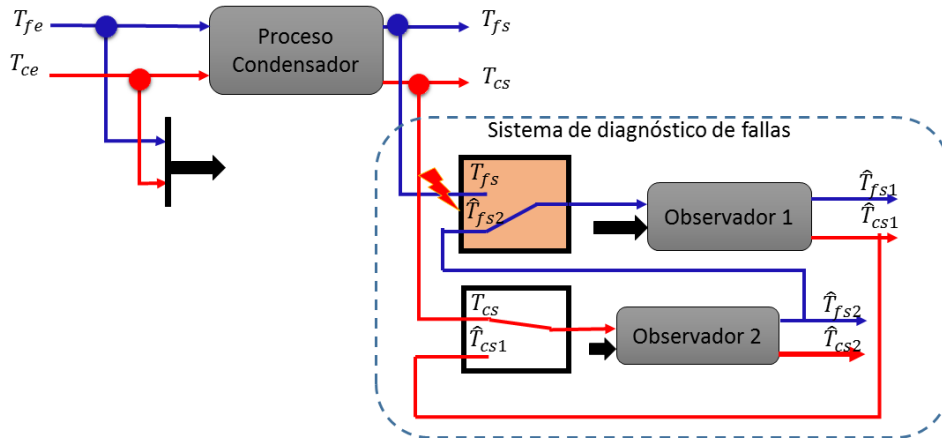 T_fe
Proceso
Condensador
T_fs
T_ce
T_cs
Sistema de diagnóstico de fallas
T_fs
T̂_fs2
Observador 1
T̂_fs1
T̂_cs1
T_cs
T̂_cs1
Observador 2
T̂_fs2
T̂_cs2